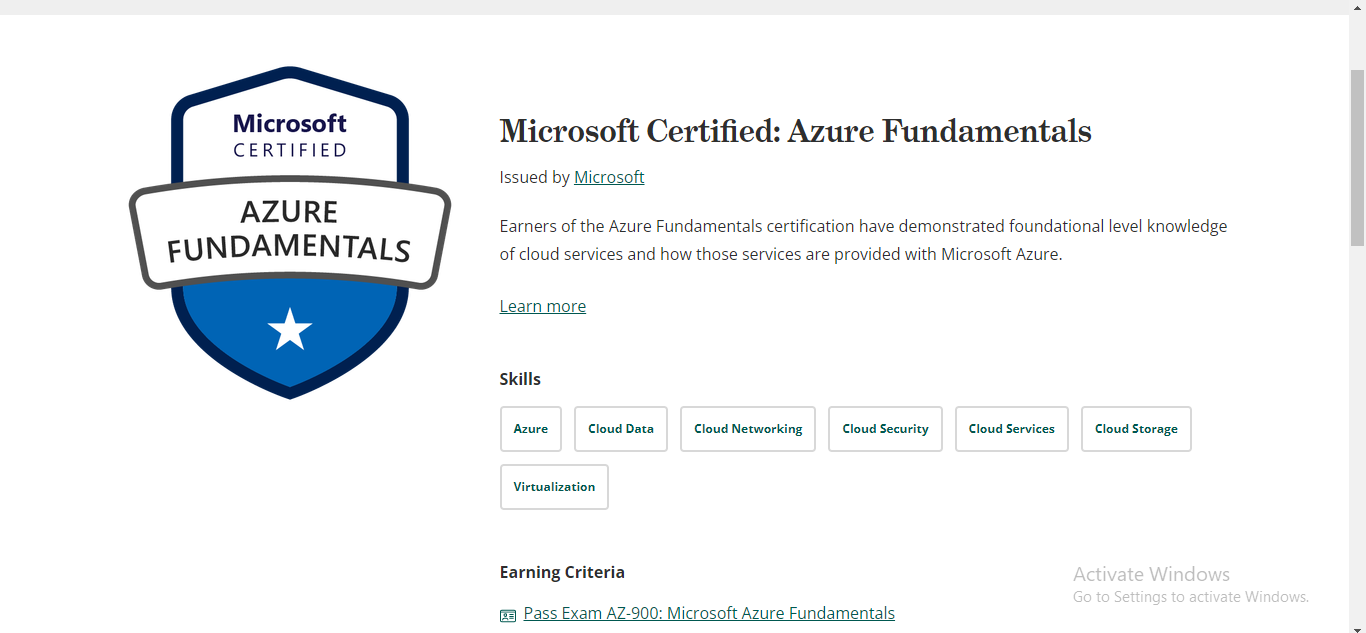 Microsoft
CERTIFIED
AZURE
FUNDAMENTALS
Microsoft Certified: Azure Fundamentals
Issued by Microsoft
Earners of the Azure Fundamentals certification have demonstrated foundational level knowledge
of cloud services and how those services are provided with Microsoft Azure.
Learn more
Skills
Azure
Cloud Data
Cloud Networking
Cloud Security
Cloud Services
Cloud Storage
Virtualization
Earning Criteria
Pass Exam AZ-900: Microsoft Azure Fundamentals
Activate Windows
Go to Settings to activate Windows.